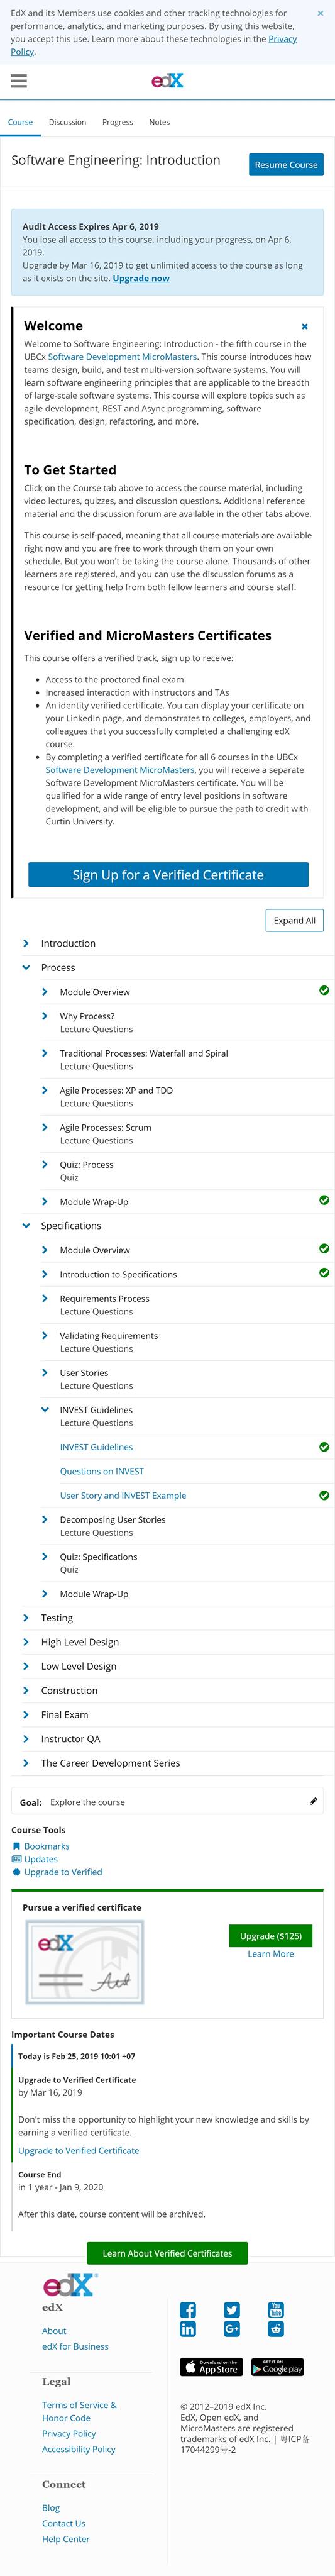 EdX and its Members use cookies and other tracking technologies for
performance, analytics, and marketing purposes. By using this website,
you accept this use. Learn more about these technologies in the Privacy
Policy.
edX
Course Discussion Progress Notes
Software Engineering: Introduction
Resume Course
Audit Access Expires Apr 6, 2019
You lose all access to this course, including your progress, on Apr 6,
2019.
Upgrade by Mar 16, 2019 to get unlimited access to the course as long
as it exists on the site. Upgrade now
Welcome
Welcome to Software Engineering: Introduction - the fifth course in the
UBCx Software Development MicroMasters. This course introduces how
teams design, build, and test multi-version software systems. You will
learn software engineering principles that are applicable to the breadth
of large-scale software systems. This course will explore topics such as
agile development, REST and Async programming, software
specification, design, refactoring, and more.
To Get Started
Click on the Course tab above to access the course material, including
video lectures, quizzes, and discussion questions. Additional reference
material and the discussion forum are available in the other tabs above.
This course is self-paced, meaning that all course materials are available
right now and you are free to work through them on your own
schedule. But you won't be taking the course alone. Thousands of other
learners are registered, and you can use the discussion forums as a
resource for getting help from both fellow learners and course staff.
Verified and MicroMasters Certificates
This course offers a verified track, sign up to receive:
• Access to the proctored final exam.
• Increased interaction with instructors and TAs
• An identity verified certificate. You can display your certificate on
your LinkedIn page, and demonstrates to colleges, employers, and
colleagues that you successfully completed a challenging edX
course.
• By completing a verified certificate for all 6 courses in the UBCx
Software Development MicroMasters, you will receive a separate
Software Development MicroMasters certificate. You will be
qualified for a wide range of entry level positions in software
development, and will be eligible to pursue the path to credit with
Curtin University.
Sign Up for a Verified Certificate
Expand All
Introduction
Process
Module Overview
Why Process?
Lecture Questions
Traditional Processes: Waterfall and Spiral
Lecture Questions
Agile Processes: XP and TDD
Lecture Questions
Agile Processes: Scrum
Lecture Questions
Quiz: Process
Quiz
Module Wrap-Up
Specifications
Module Overview
Introduction to Specifications
Requirements Process
Lecture Questions
Validating Requirements
Lecture Questions
User Stories
Lecture Questions
INVEST Guidelines
Lecture Questions
INVEST Guidelines
Questions on INVEST
User Story and INVEST Example
Decomposing User Stories
Lecture Questions
Quiz: Specifications
Quiz
Module Wrap-Up
Testing
High Level Design
Low Level Design
Construction
Final Exam
Instructor QA
The Career Development Series
Goal: Explore the course
Course Tools
Bookmarks
Updates
Upgrade to Verified
Pursue a verified certificate
edX
Upgrade ($125)
Learn More
Important Course Dates
Today is Feb 25, 2019 10:01 +07
Upgrade to Verified Certificate
by Mar 16, 2019
Don't miss the opportunity to highlight your new knowledge and skills by
earning a verified certificate.
Upgrade to Verified Certificate
Course End
in 1 year - Jan 9, 2020
After this date, course content will be archived.
Learn About Verified Certificates
edX
edX
About
edX for Business
Legal
Terms of Service &
Honor Code
Privacy Policy
Accessibility Policy
Connect
Blog
Contact Us
Help Center
You
Tube
in G+
Download on the
App Store
GET IT ON
Google play
© 2012–2019 edX Inc.
EdX, Open edX, and
MicroMasters are registered
trademarks of edX Inc. | 粤ICP备
17044299号-2